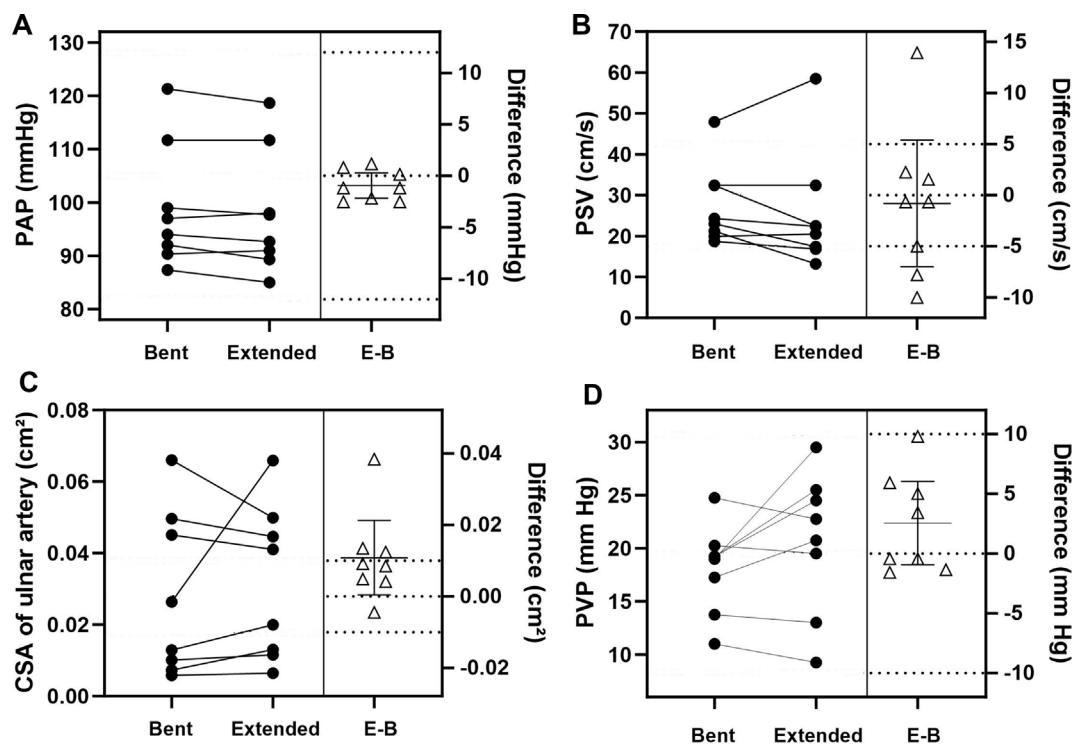 A
PAP (mmHg)
130
120
110
100
90
80
10
5
0
-5
-10
Difference (mmHg)
Bent Extended E-B
B
PSV (cm/s)
70
60
50
40
30
20
10
0
15
10
5
0
-5
-10
Difference (cm/s)
Bent Extended E-B
C
CSA of ulnar artery (cm²)
0.08
0.06
0.04
0.02
0.00
0.04
0.02
0.00
-0.02
Difference (cm²)
Bent Extended E-B
D
PVP (mm Hg)
30
25
20
15
10
10
5
0
-5
-10
Difference (mm Hg)
Bent Extended E-B